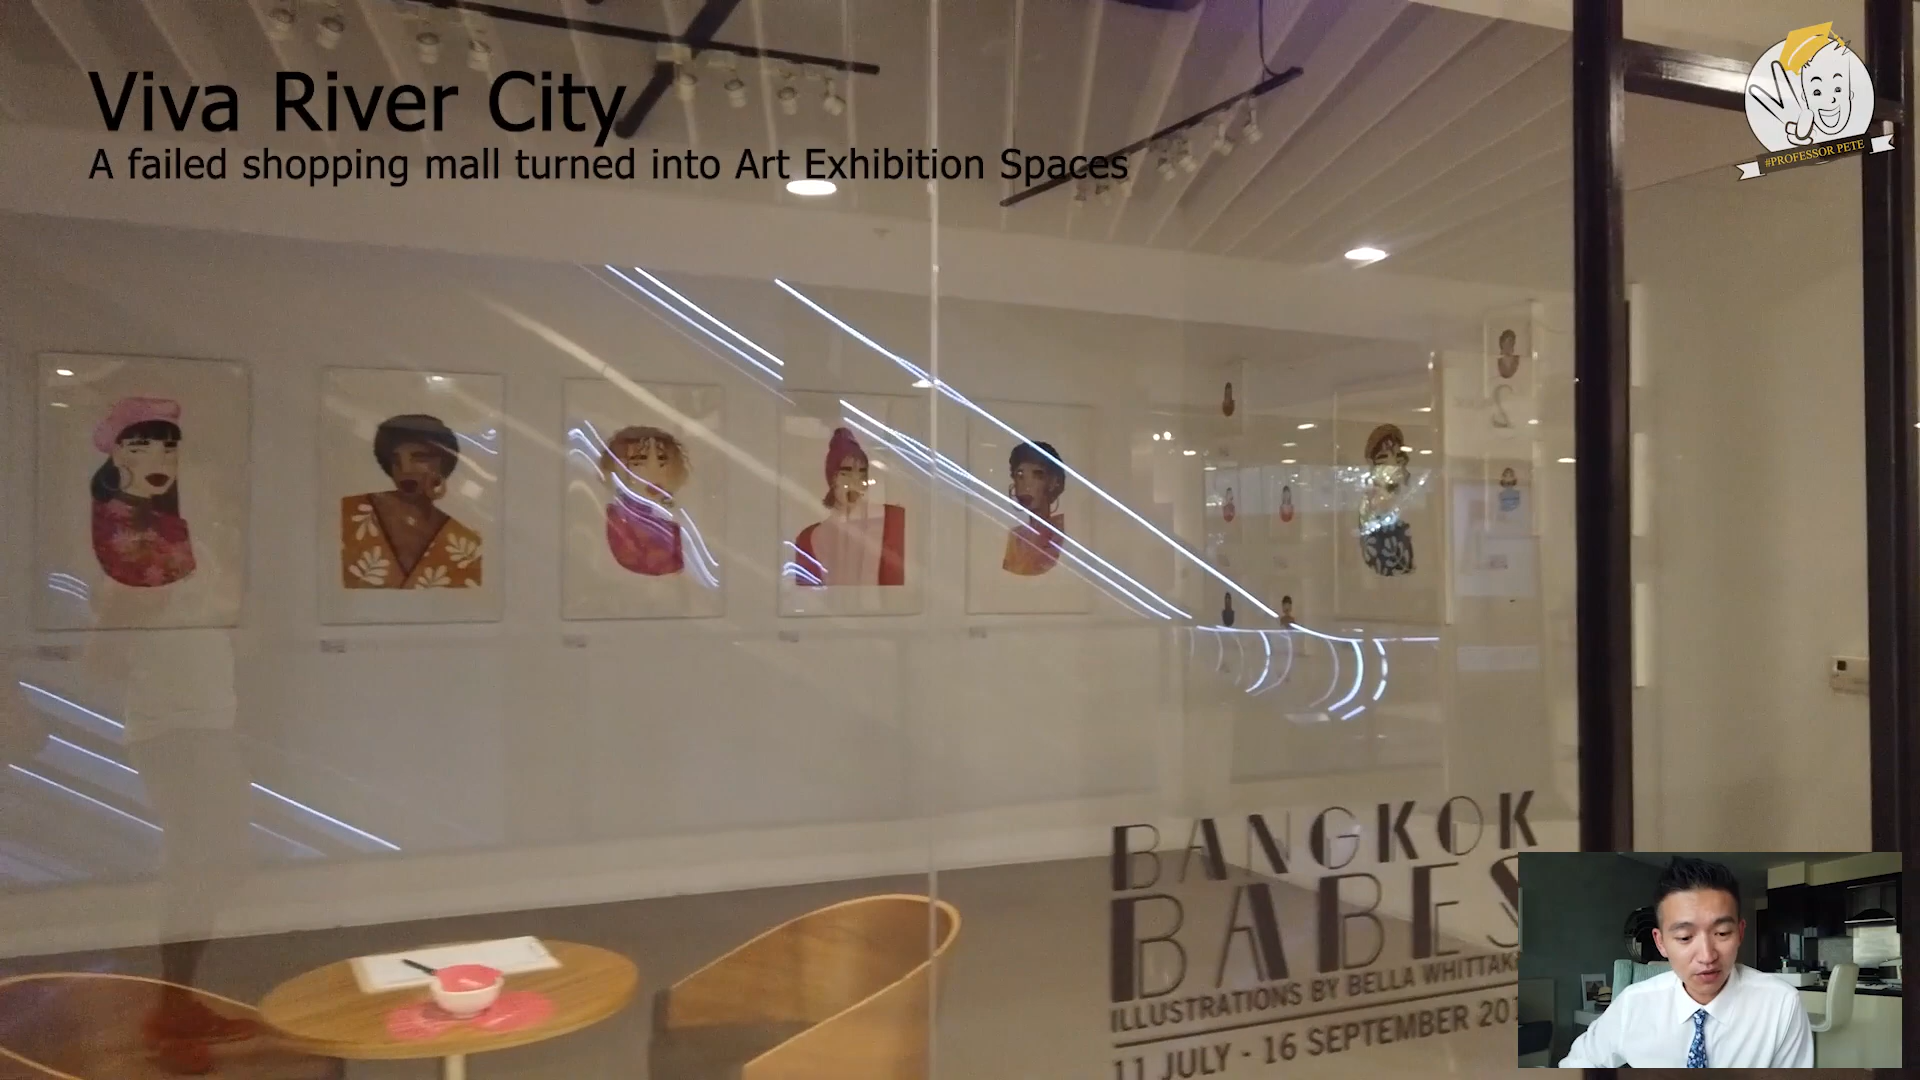 Viva River City
A failed shopping mall turned into Art Exhibition Spaces
#PROFESSOR PETE
BANGKOK
BABES
ILLUSTRATIONS BY BELLA
11 JULY - 16 SEPTEMBER